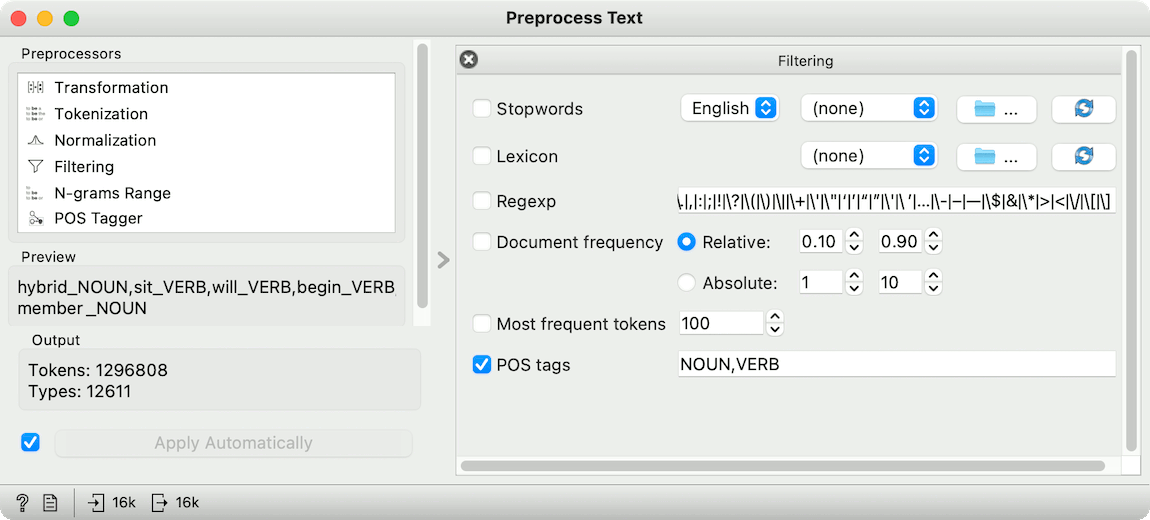 Preprocess Text
Preprocessors
Transformation
Tokenization
Normalization
Filtering
N-grams Range
POS Tagger
Preview
hybrid_NOUN,sit_VERB,will_VERB,begin_VERB,
member_NOUN
Output
Tokens: 1296808
Types: 12611
Apply Automatically
Filtering
Stopwords English (none) ...
Lexicon (none) ...
Regexp \.|,|:|;|!|\?|\(|\)|\||\+|\'|\"|‘|’|“|”|\'|\ ’|…|\-|–|—|\$|&|\*|>|<|\/|\[|\]
Document frequency Relative: 0.10 0.90
Absolute: 1 10
Most frequent tokens 100
POS tags NOUN,VERB
? 16k 16k